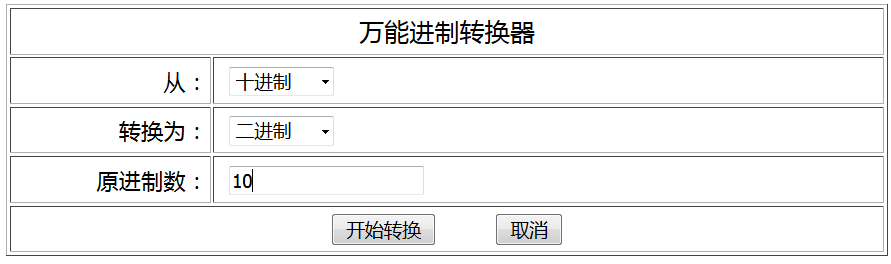 万能进制转换器
从： 十进制
转换为： 二进制
原进制数： 10
开始转换 取消